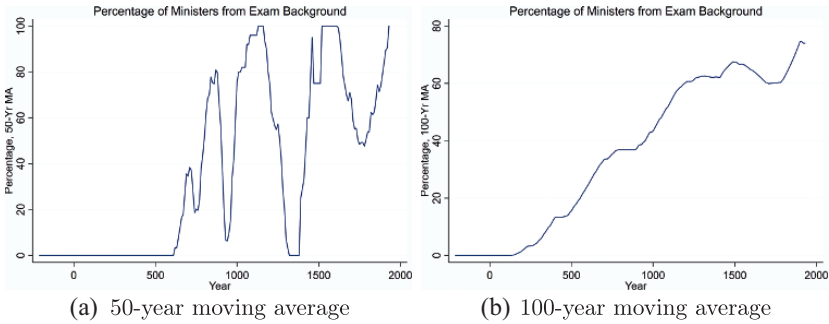 Percentage of Ministers from Exam Background
Percentage, 50-Yr MA
0 20 40 60 80 100
0 500 1000 1500 2000
Year
(a) 50-year moving average
Percentage of Ministers from Exam Background
Percentage, 100-Yr MA
0 20 40 60 80
0 500 1000 1500 2000
Year
(b) 100-year moving average